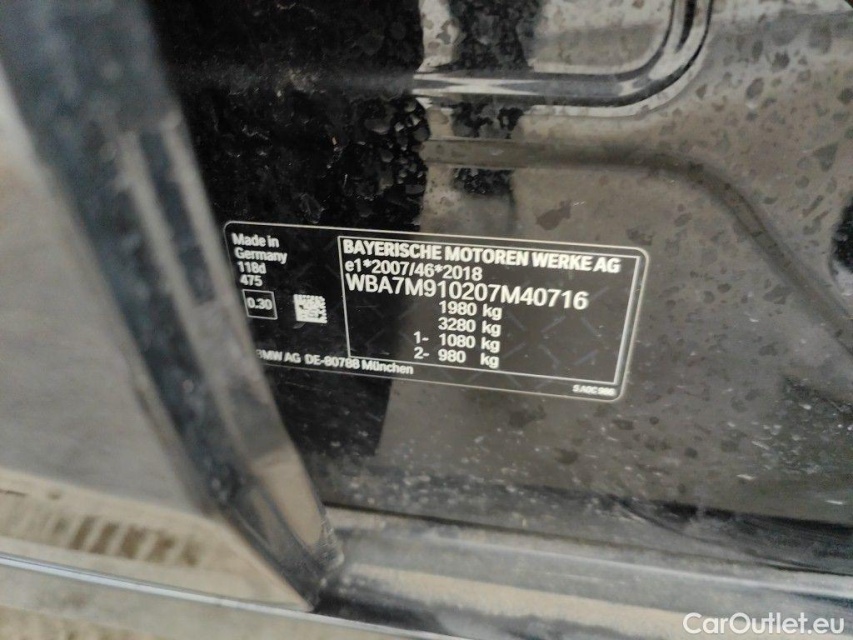 Made in
Germany
118d
475
0.30
BAYERISCHE MOTOREN WERKE AG
e1*2007/46*2018
WBA7M910207M40716
1980 kg
3280 kg
1- 1080 kg
2- 980 kg
BMW AG DE-80788 München
CarOutlet.eu